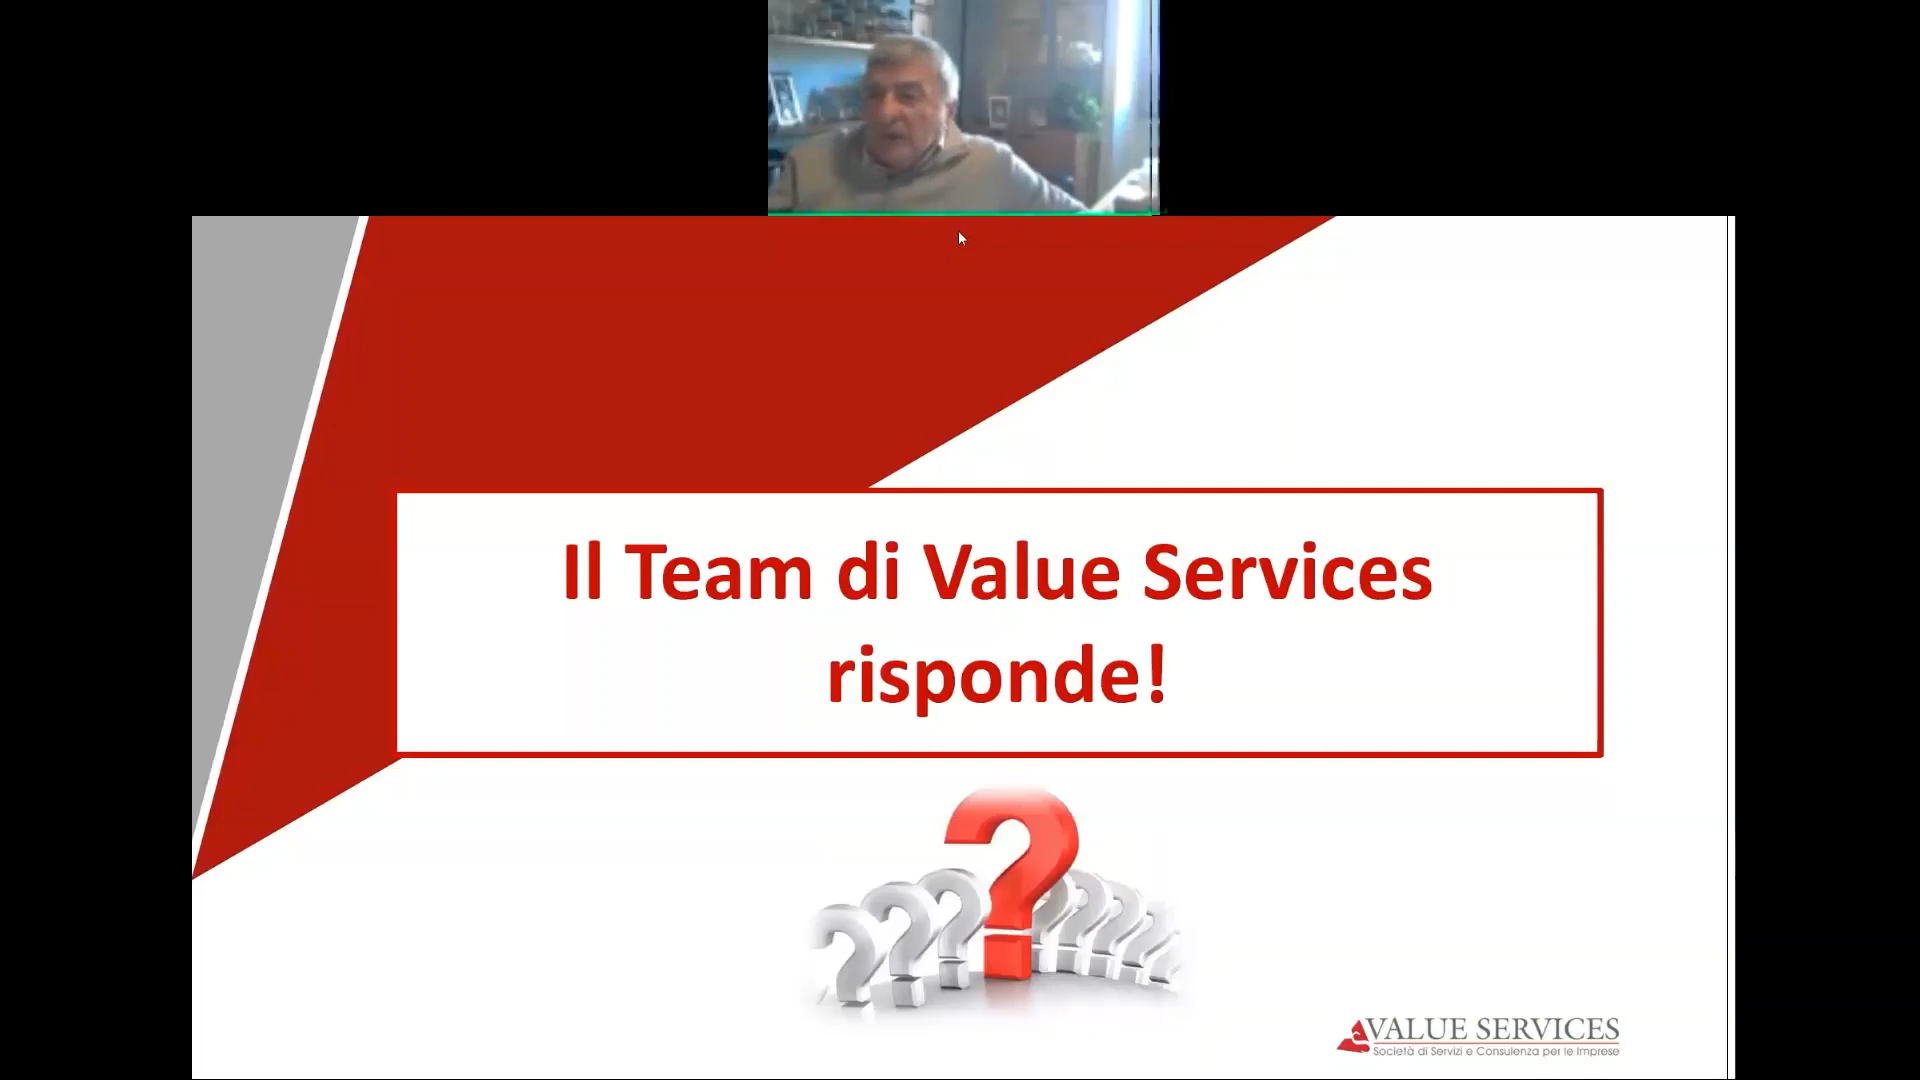 Il Team di Value Services
risponde!
VALUE SERVICES
Società di Servizi e Consulenza per le Imprese